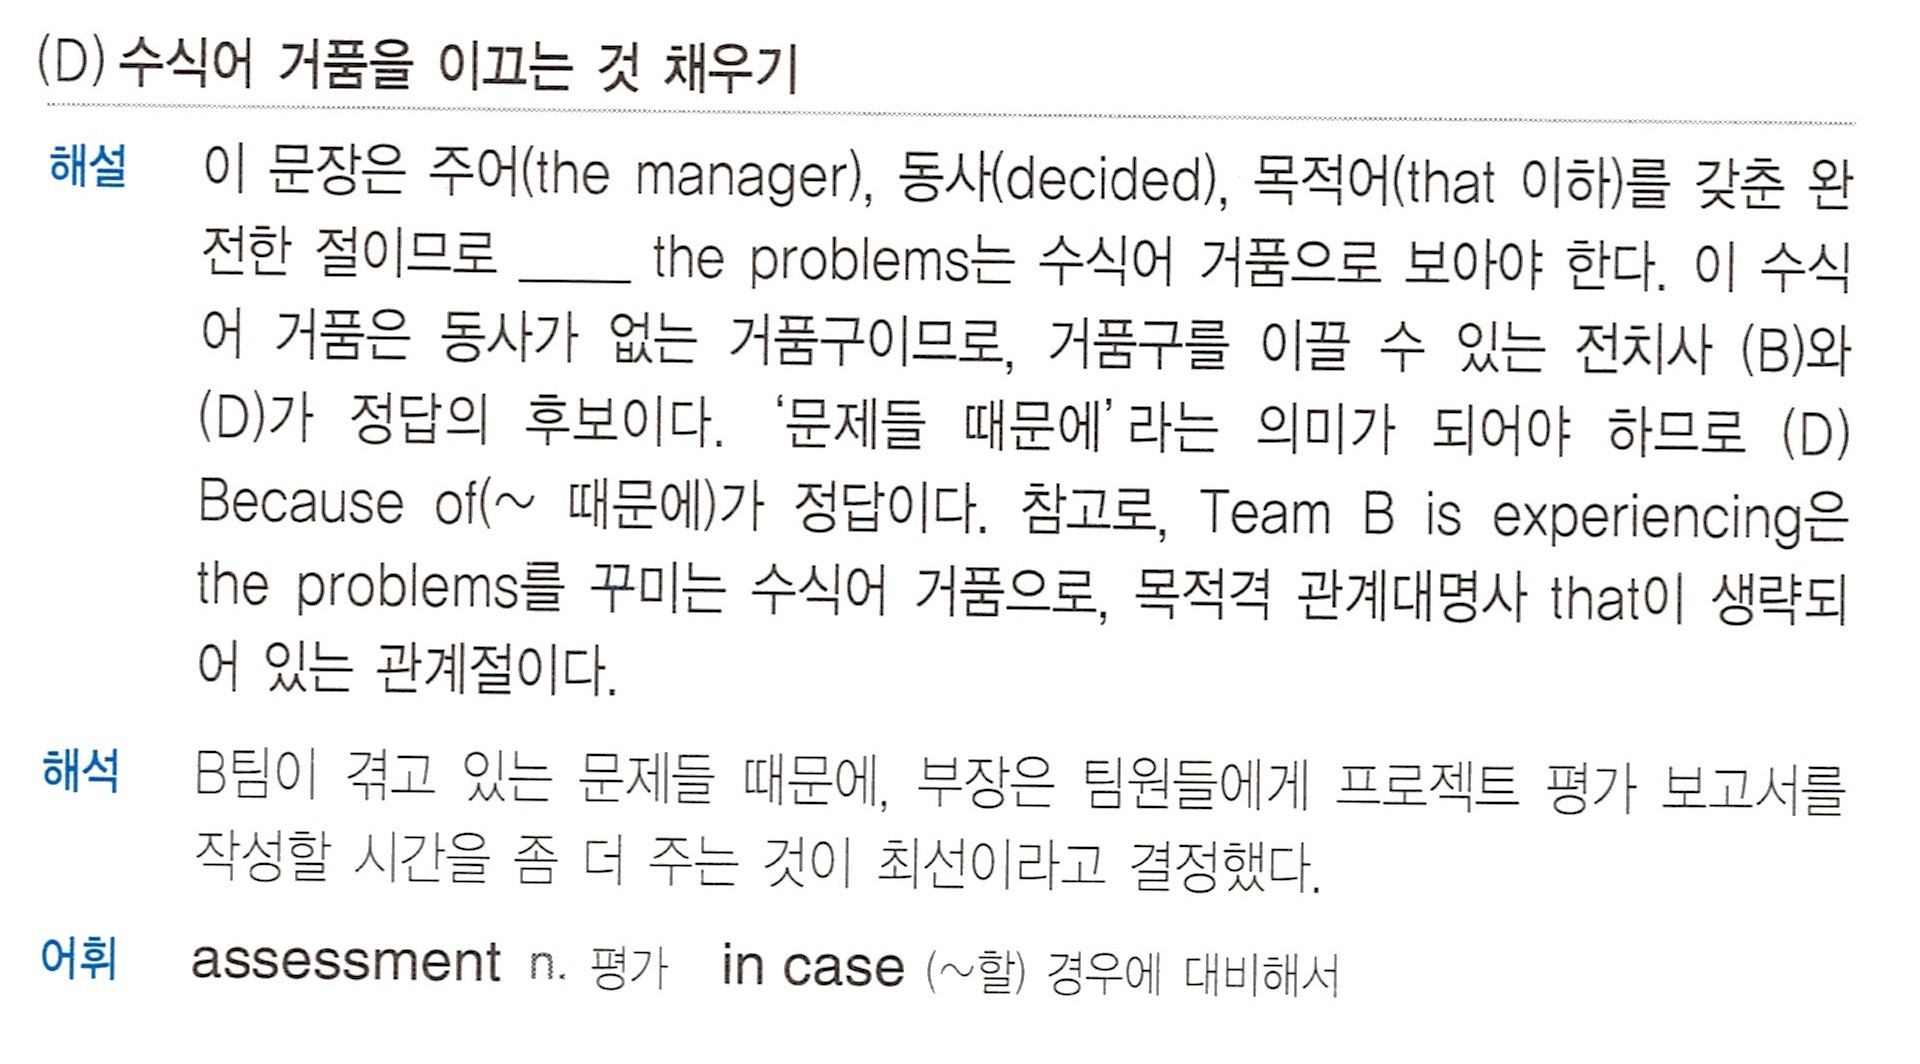 (D) 수식어 거품을 이끄는 것 채우기
해설 이 문장은 주어(the manager), 동사(decided), 목적어(that 이하)를 갖춘 완
전한 절이므로 ____ the problems는 수식어 거품으로 보아야 한다. 이 수식
어 거품은 동사가 없는 거품구이므로, 거품구를 이끌 수 있는 전치사 (B)와
(D)가 정답의 후보이다. ‘문제들 때문에’라는 의미가 되어야 하므로 (D)
Because of(~ 때문에)가 정답이다. 참고로, Team B is experiencing은
the problems를 꾸미는 수식어 거품으로, 목적격 관계대명사 that이 생략되
어 있는 관계절이다.
해석 B팀이 겪고 있는 문제들 때문에, 부장은 팀원들에게 프로젝트 평가 보고서를
작성할 시간을 좀 더 주는 것이 최선이라고 결정했다.
어휘 assessment n. 평가 in case (~할) 경우에 대비해서